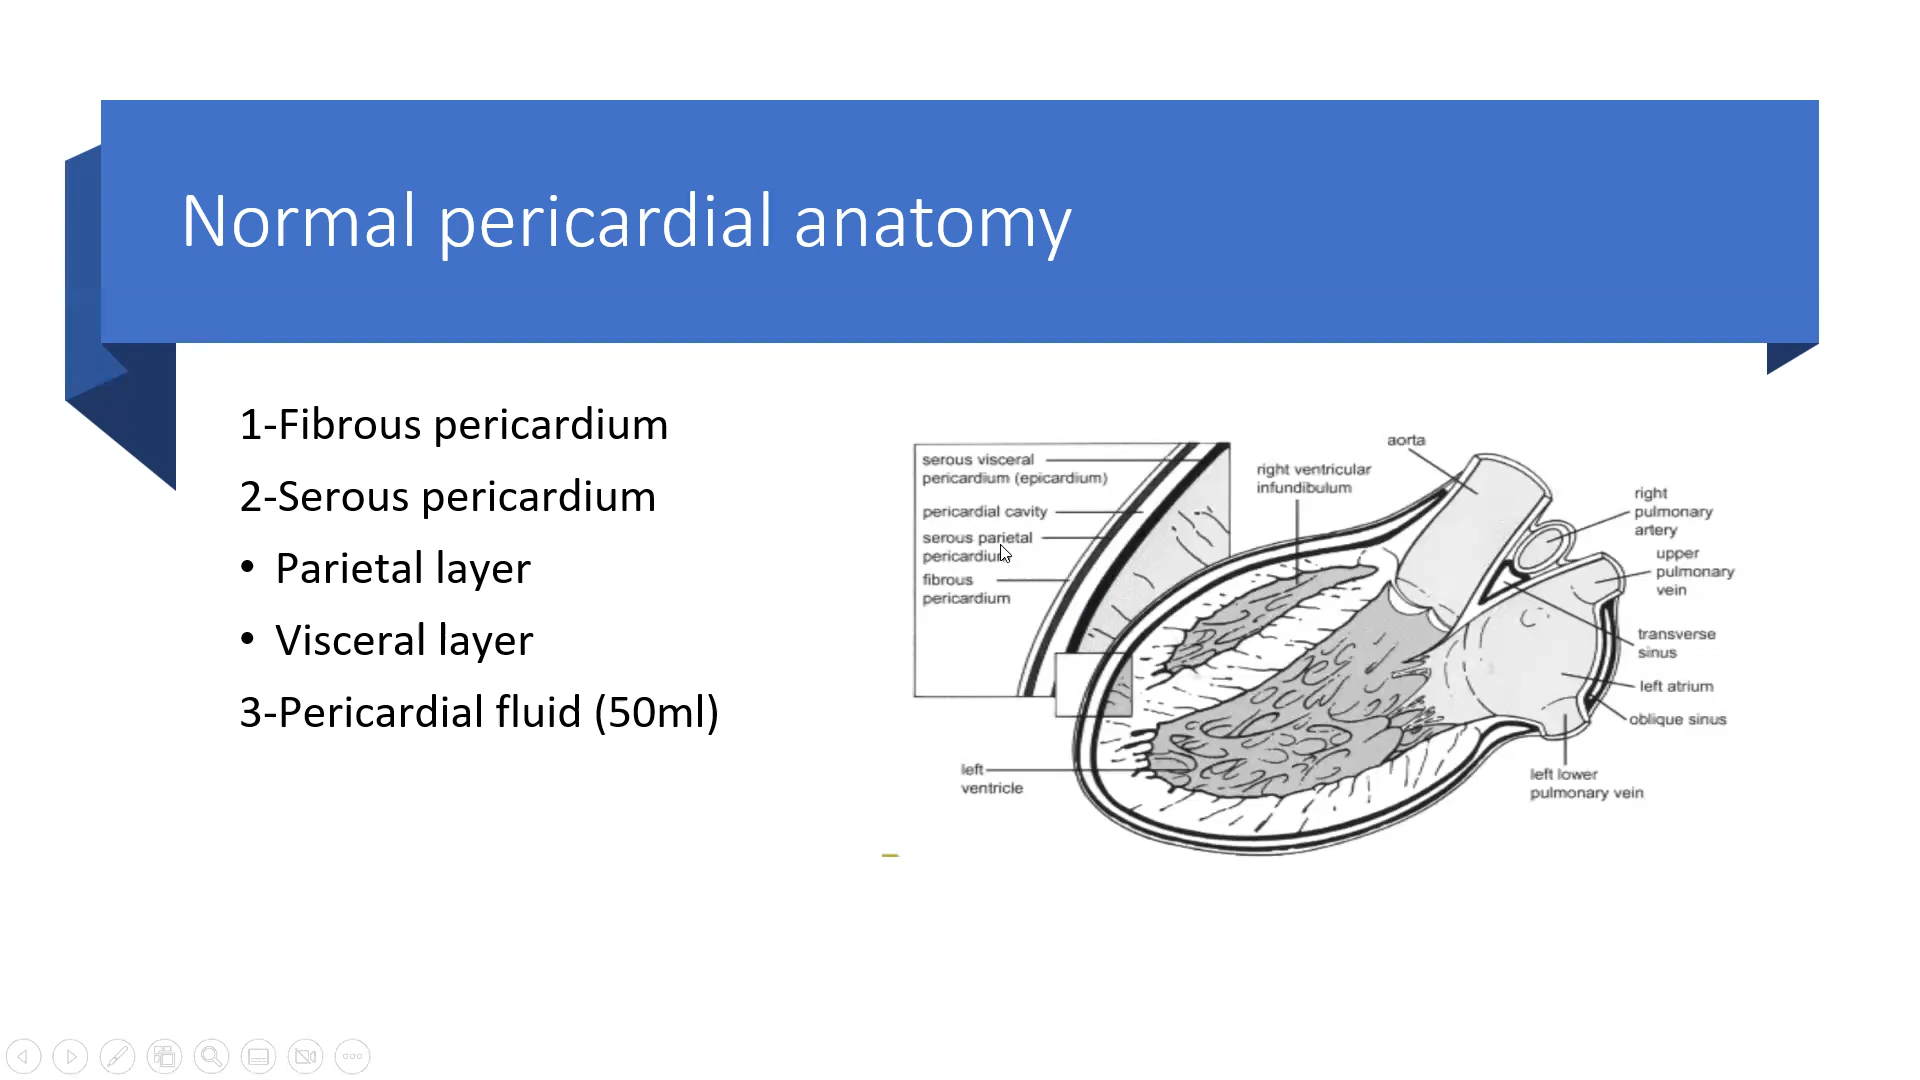 Normal pericardial anatomy
1-Fibrous pericardium
2-Serous pericardium
• Parietal layer
• Visceral layer
3-Pericardial fluid (50ml)
serous visceral
pericardium (epicardium)
pericardial cavity
serous parietal
pericardium
fibrous
pericardium
left
ventricle
right ventricular
infundibulum
aorta
right
pulmonary
artery
upper
pulmonary
vein
transverse
sinus
left atrium
oblique sinus
left lower
pulmonary vein